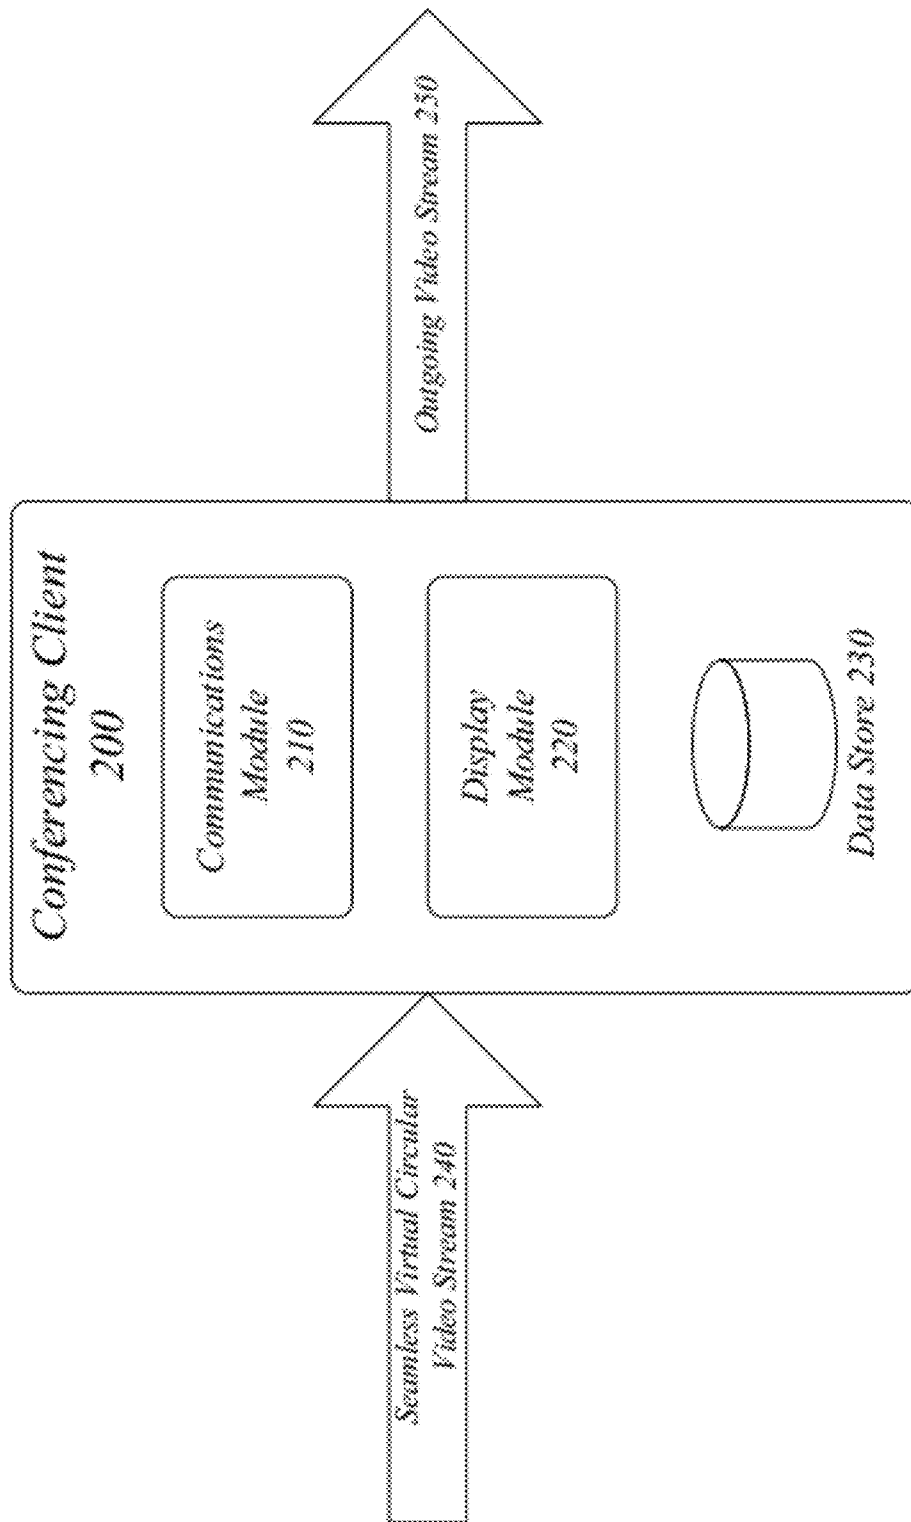 Conferencing Client
200
Communications
Module
210
Display
Module
220
Data Store 230
Seamless Virtual Circular
Video Stream 240
Outgoing Video Stream 250